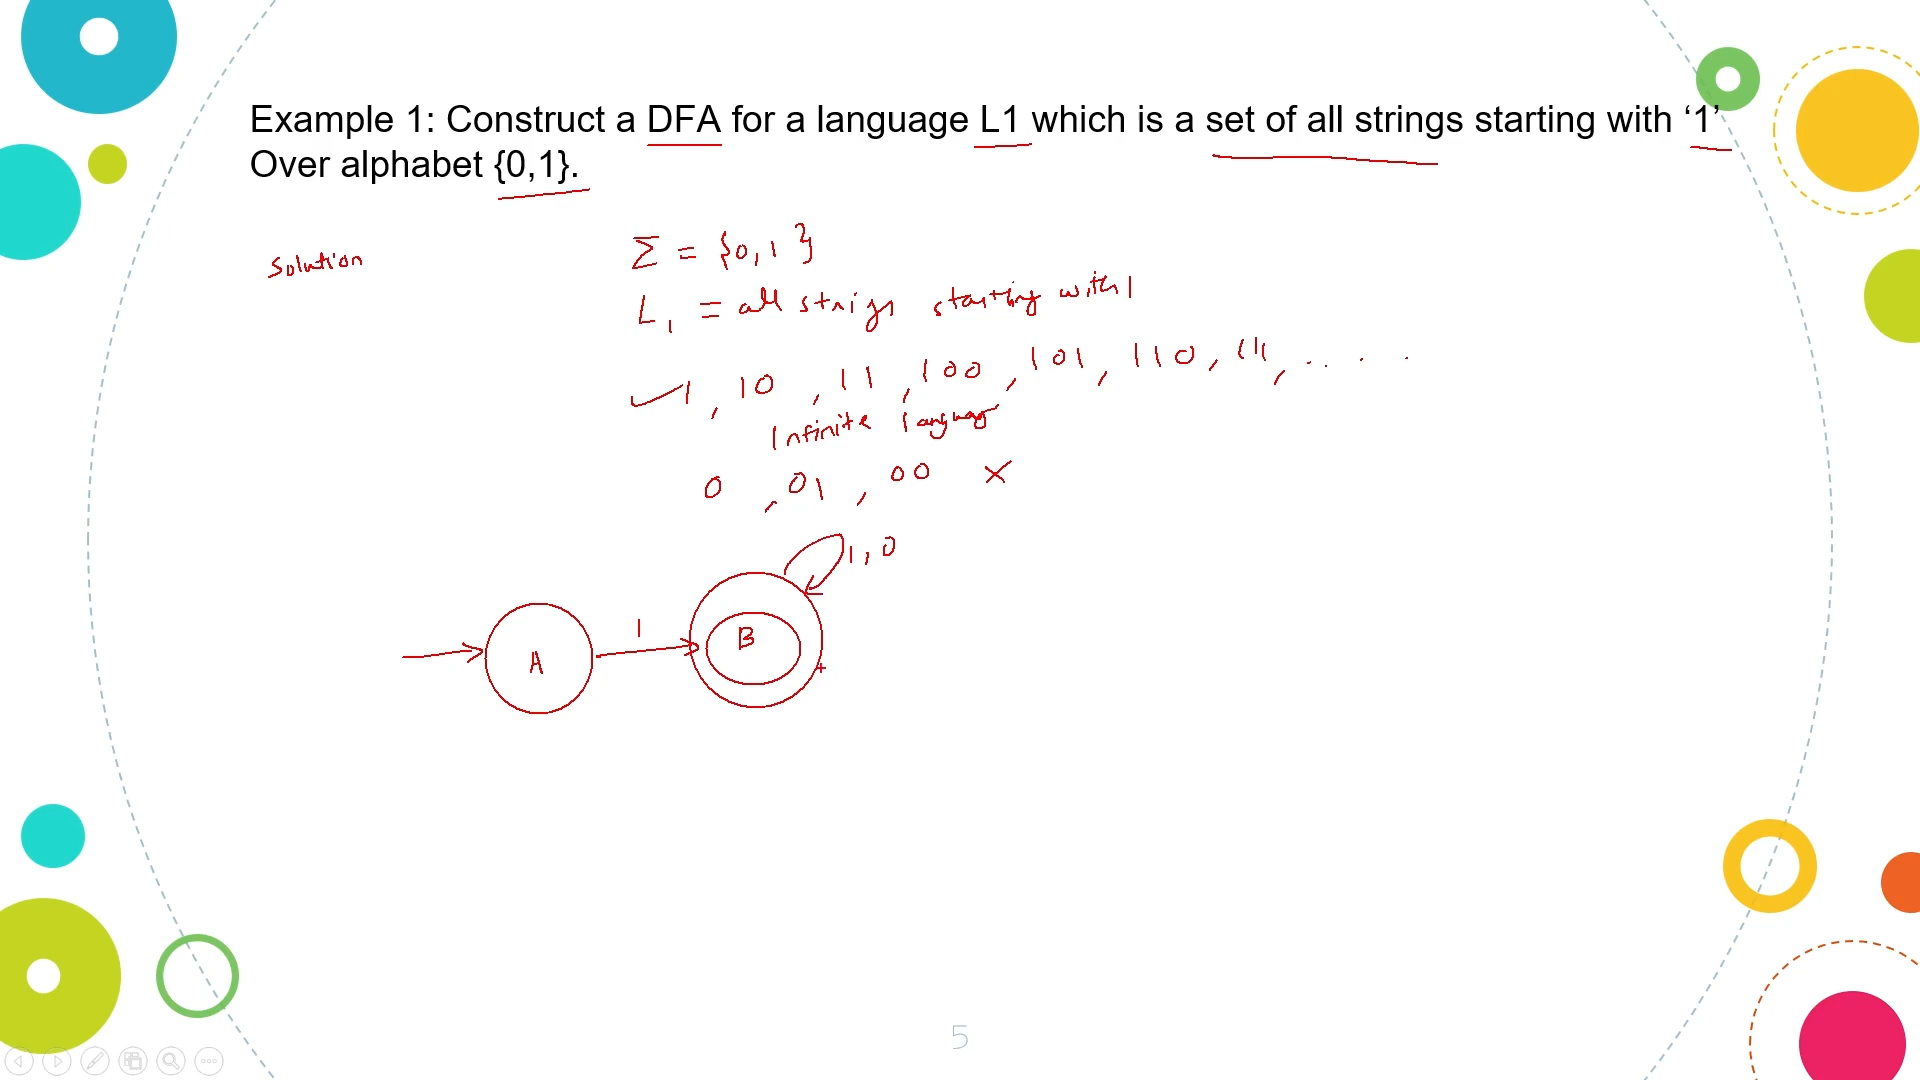 Example 1: Construct a DFA for a language L1 which is a set of all strings starting with ‘1’
Over alphabet {0,1}.
Solution
Σ = {0, 1}
L1 = all strigs starting with 1
1, 10, 11, 100, 101, 110, 111, . . . .
Infinite language
0, 01, 00 ×
1, 0
1
A
B
5